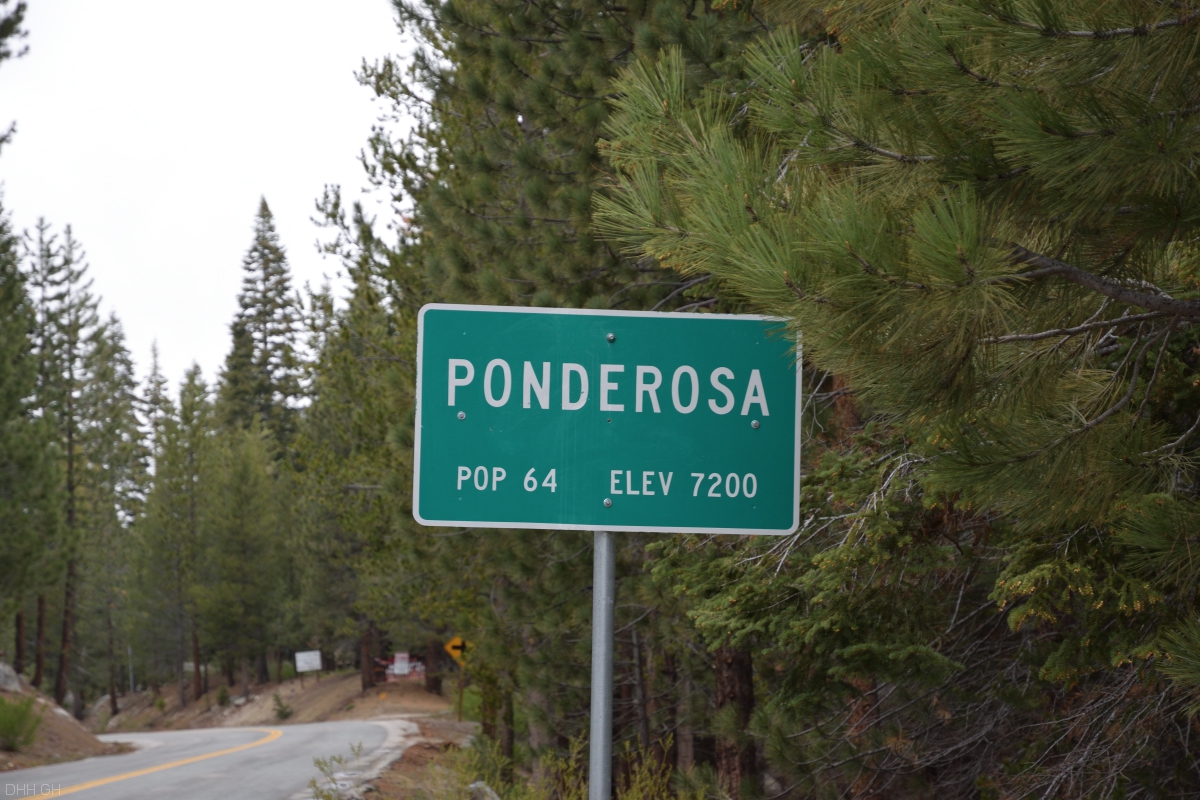 PONDEROSA
POP 64 ELEV 7200
DHH GH